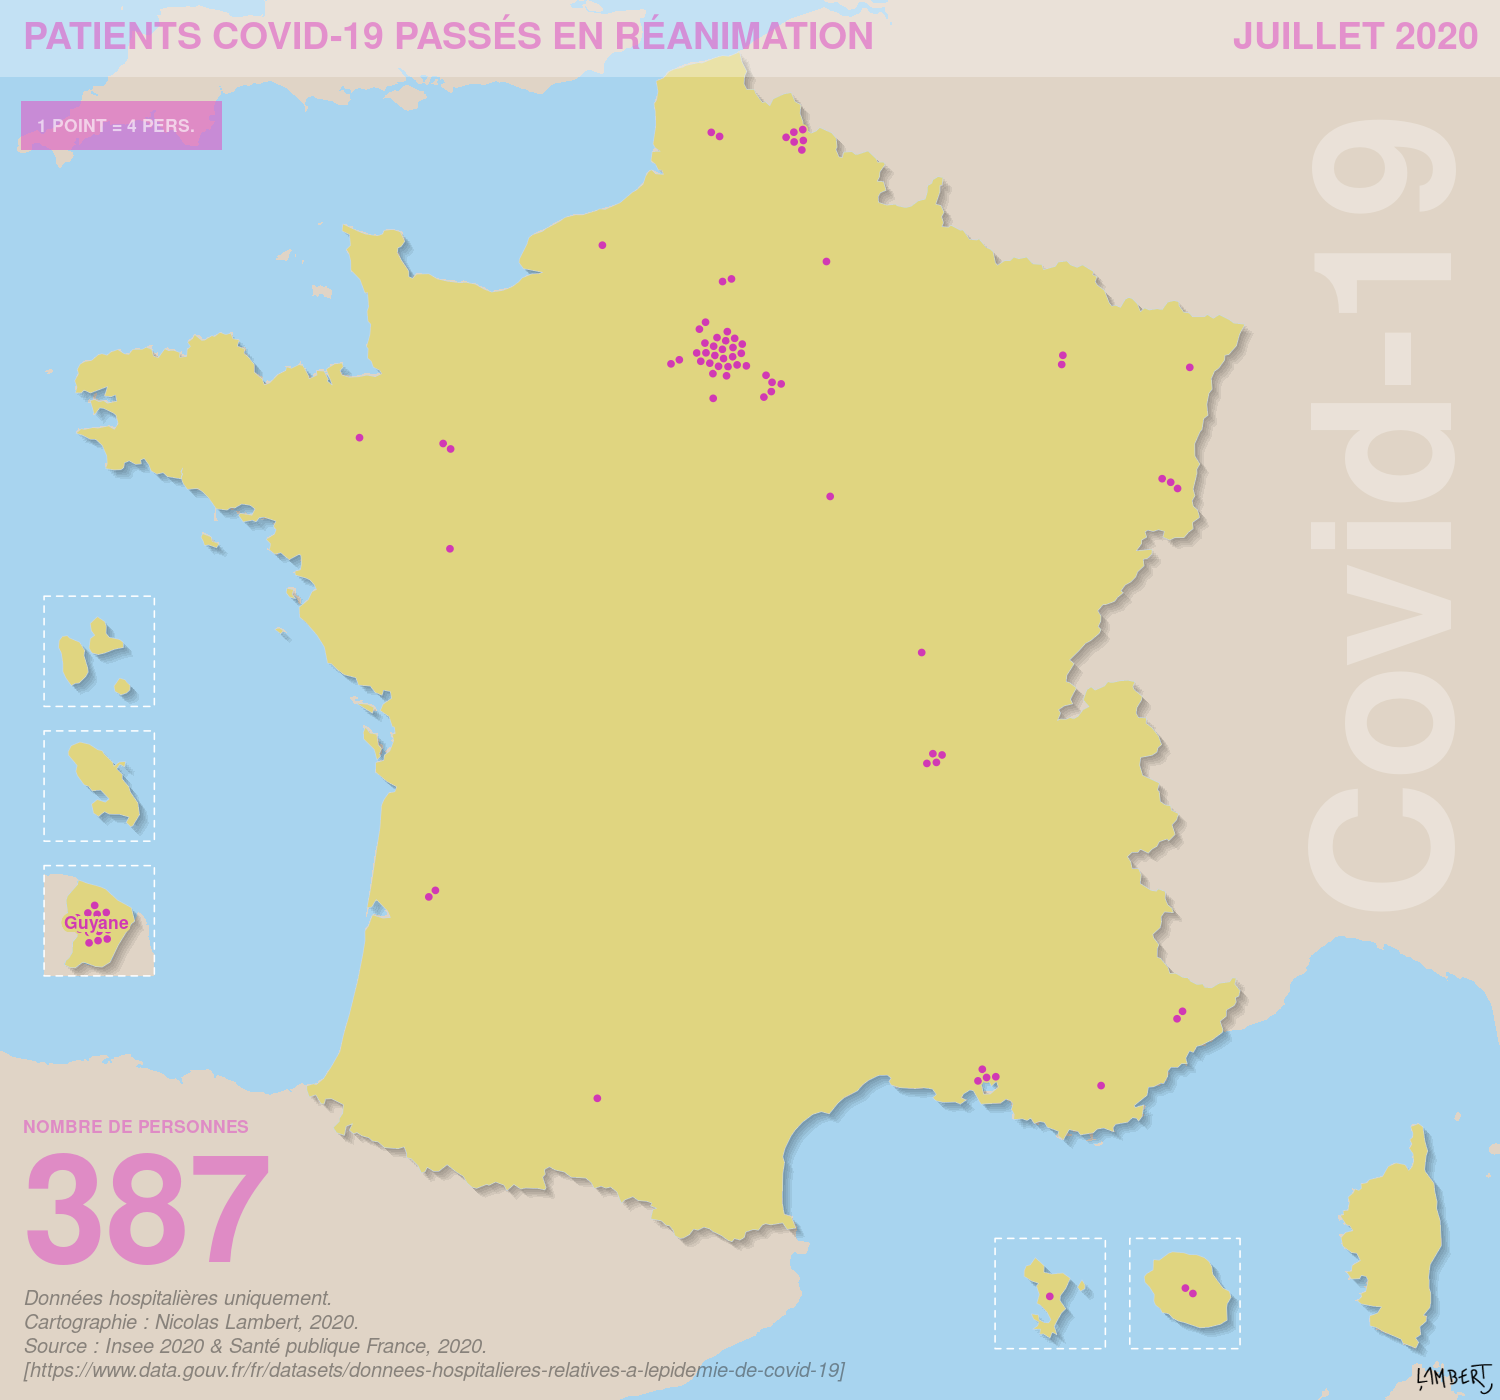 PATIENTS COVID-19 PASSÉS EN RÉANIMATION
JUILLET 2020
1 POINT = 4 PERS.
Covid-19
Guyane
NOMBRE DE PERSONNES
387
Données hospitalières uniquement.
Cartographie : Nicolas Lambert, 2020.
Source : Insee 2020 & Santé publique France, 2020.
[https://www.data.gouv.fr/fr/datasets/donnees-hospitalieres-relatives-a-lepidemie-de-covid-19]
LAMBERT